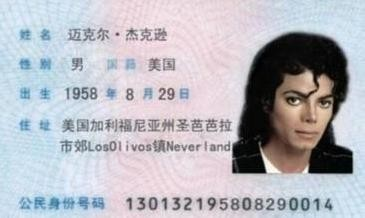 姓名 迈克尔·杰克逊
性别 男 国籍 美国
出生 1958 年 8 月 29 日
住址 美国加利福尼亚州圣芭芭拉
市郊LosOlivos镇Neverland
公民身份号码 130132195808290014